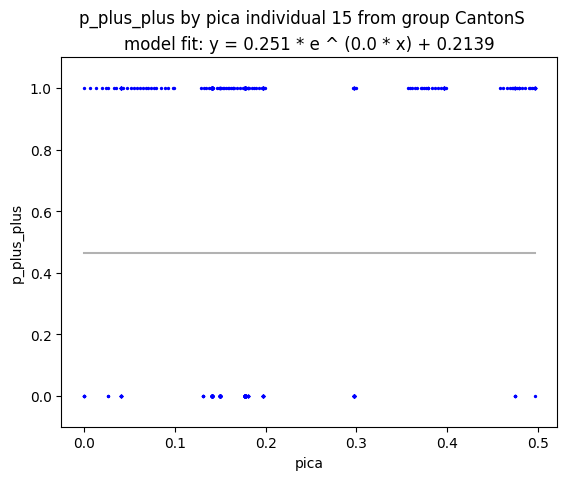 p_plus_plus by pica individual 15 from group CantonS
model fit: y = 0.251 * e ^ (0.0 * x) + 0.2139
1.0
0.8
0.6
0.4
0.2
0.0
p_plus_plus
0.0 0.1 0.2 0.3 0.4 0.5
pica